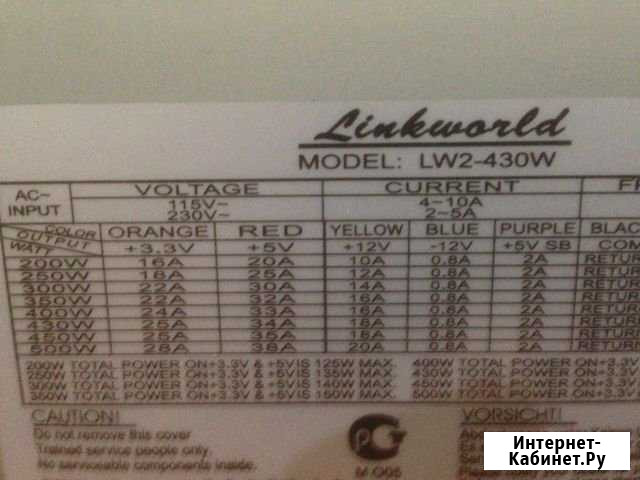 Linkworld
MODEL: LW2-430W
AC~ INPUT VOLTAGE CURRENT
115V~ 4~10A
230V~ 2~5A
COLOR OUTPUT WATT ORANGE RED YELLOW BLUE PURPLE
+3.3V +5V +12V -12V +5V SB
200W 16A 20A 10A 0.8A 2A RETURN
250W 18A 25A 12A 0.8A 2A
300W 22A 30A 14A 0.8A 2A
350W 22A 32A 16A 0.8A 2A
400W 24A 33A 16A 0.8A 2A
430W 25A 34A 18A 0.8A 2A
450W 25A 35A 18A 0.8A 2A
500W 28A 38A 20A 0.8A 2A
200W TOTAL POWER ON+3.3V & +5VIS 125W MAX. 400W TOTAL POWER ON+3.3V
250W TOTAL POWER ON+3.3V & +5VIS 135W MAX. 430W TOTAL POWER ON+3.3V
300W TOTAL POWER ON+3.3V & +5VIS 140W MAX. 450W TOTAL POWER ON+3.3V
350W TOTAL POWER ON+3.3V & +5VIS 150W MAX. 500W TOTAL POWER ON+3.3V
CAUTION! VORSICHT!
Do not remove this cover
Trained service people only.
No serviceable components inside.
Интернет-
Кабинет.Ру